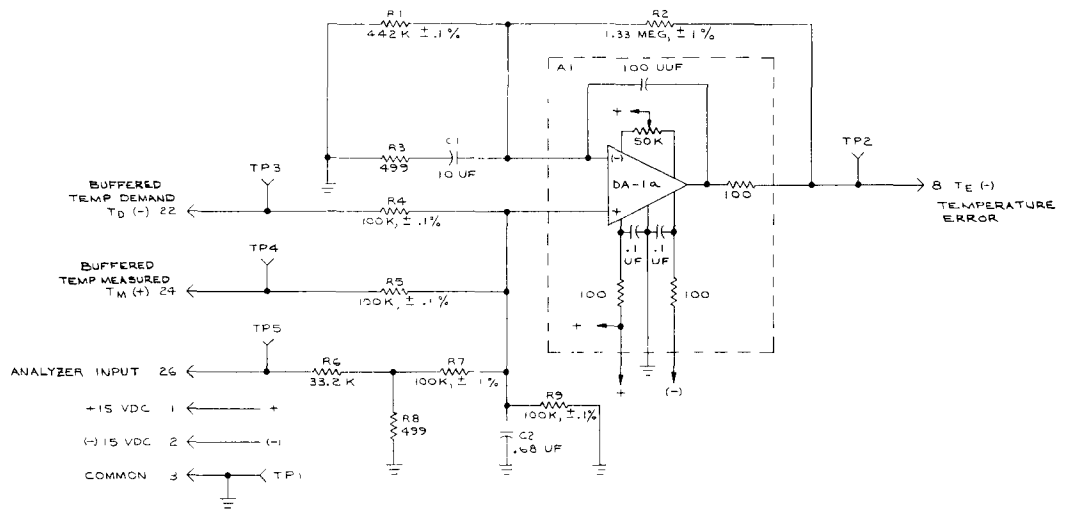 R1
442K ±.1%
R2
1.33 MEG, ±1%
A1
100 UUF
+
50K
R3
499
C1
10 UF
(-)
DA-1a
+
100
TP2
8 TE (-)
TEMPERATURE
ERROR
BUFFERED
TEMP DEMAND
TD (-) 22
TP3
R4
100K, ±.1%
.1
UF
.1
UF
BUFFERED
TEMP MEASURED
TM (+) 24
TP4
R5
100K, ±.1%
100
100
+
TP5
ANALYZER INPUT 26
R6
33.2 K
R7
100K, ±1%
R9
100K, ±.1%
+
(-)
+15 VDC 1
+
R8
499
C2
.68 UF
(-) 15 VDC 2
(-)
COMMON 3
TP1